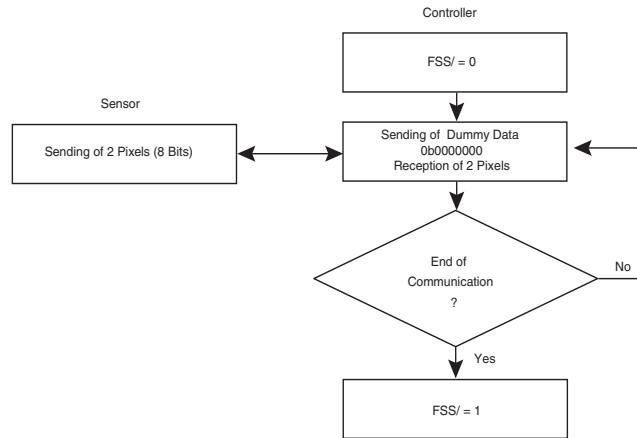 Controller
FSS/ = 0
Sensor
Sending of 2 Pixels (8 Bits)
Sending of Dummy Data
0b0000000
Reception of 2 Pixels
End of
Communication
?
No
Yes
FSS/ = 1